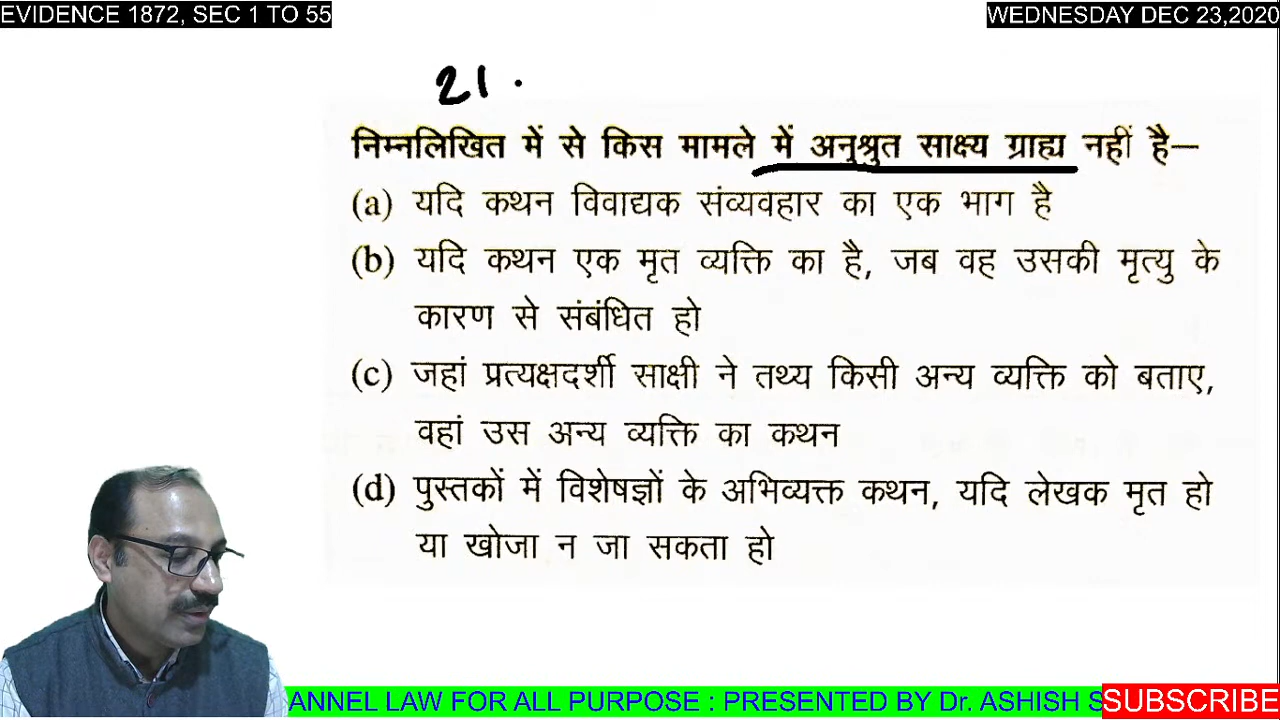 EVIDENCE 1872, SEC 1 TO 55
WEDNESDAY DEC 23,2020
21.
निम्नलिखित में से किस मामले में अनुश्रुत साक्ष्य ग्राह्य नहीं है—
(a) यदि कथन विवाद्यक संव्यवहार का एक भाग है
(b) यदि कथन एक मृत व्यक्ति का है, जब वह उसकी मृत्यु के
कारण से संबंधित हो
(c) जहां प्रत्यक्षदर्शी साक्षी ने तथ्य किसी अन्य व्यक्ति को बताए,
वहां उस अन्य व्यक्ति का कथन
(d) पुस्तकों में विशेषज्ञों के अभिव्यक्त कथन, यदि लेखक मृत हो
या खोजा न जा सकता हो
ANNEL LAW FOR ALL PURPOSE : PRESENTED BY Dr. ASHISH S
SUBSCRIBE